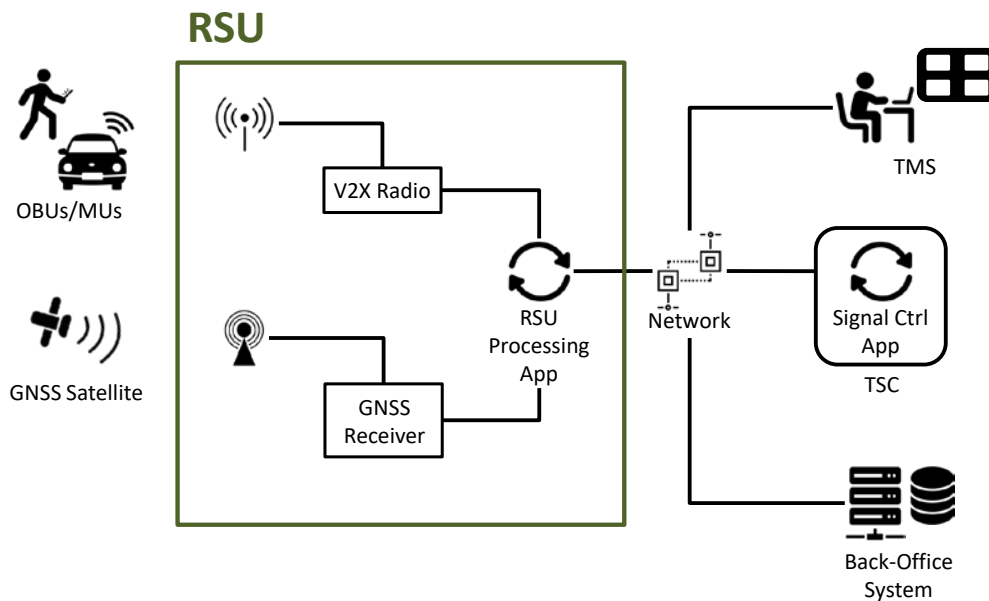 RSU
OBUs/MUs
GNSS Satellite
V2X Radio
GNSS
Receiver
RSU
Processing
App
Network
TMS
Signal Ctrl
App
TSC
Back-Office
System